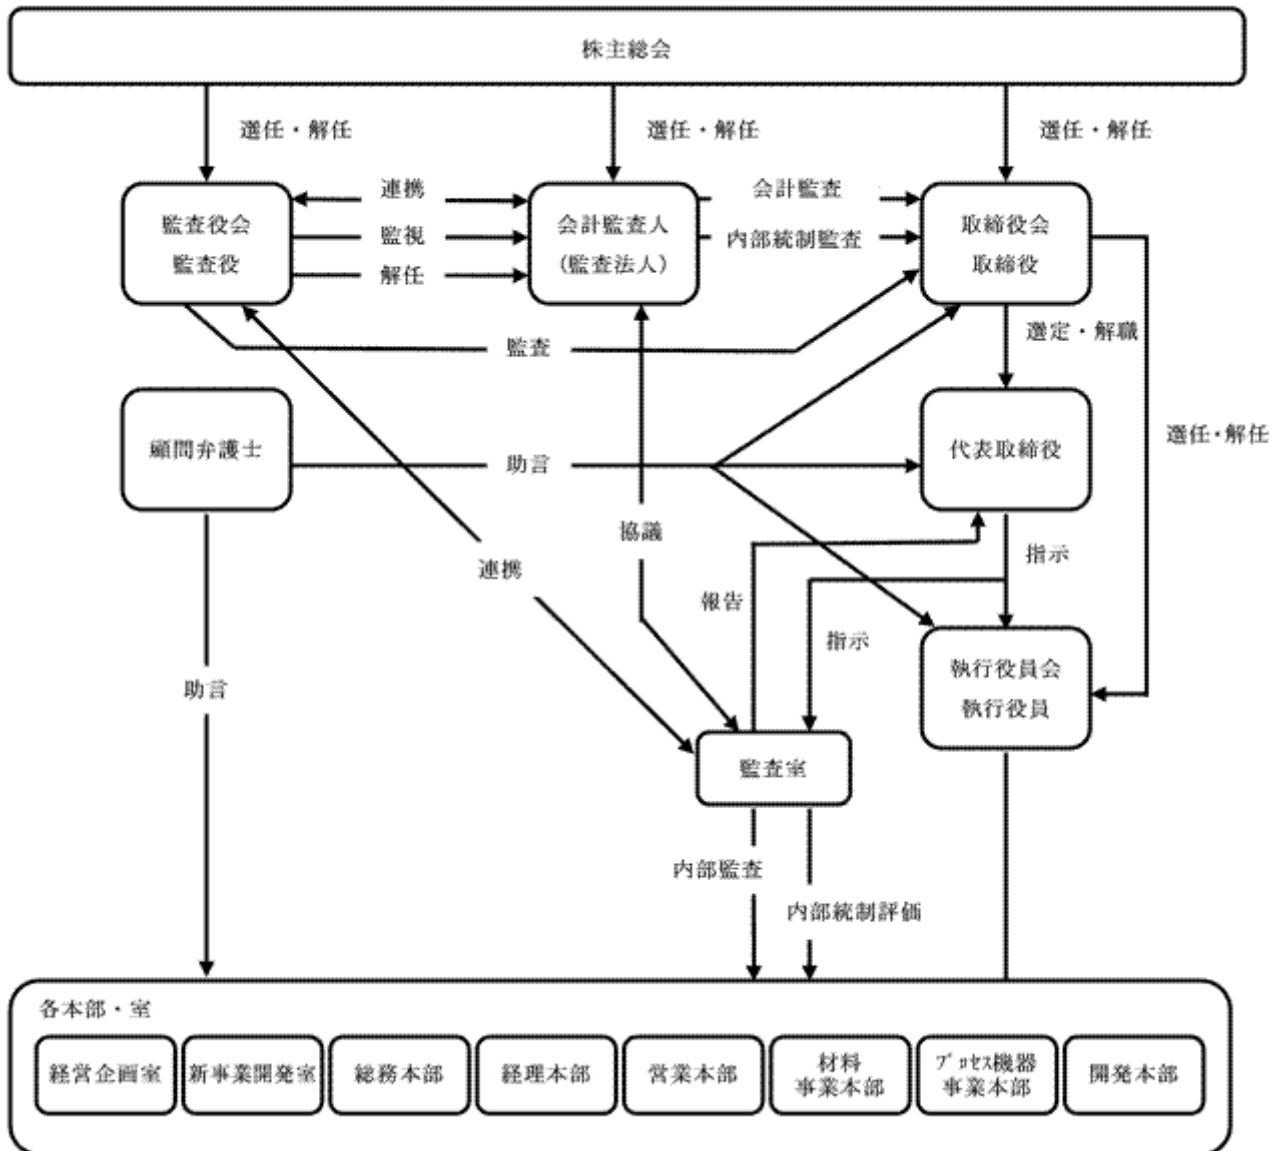 株主総会
選任・解任
選任・解任
選任・解任
監査役会
監査役
連携
監視
解任
会計監査人
(監査法人)
会計監査
内部統制監査
取締役会
取締役
監査
選定・解職
選任・解任
顧問弁護士
助言
代表取締役
協議
連携
報告
指示
指示
助言
執行役員会
執行役員
監査室
内部監査
内部統制評価
各本部・室
経営企画室
新事業開発室
総務本部
経理本部
営業本部
材料
事業本部
プロセス機器
事業本部
開発本部